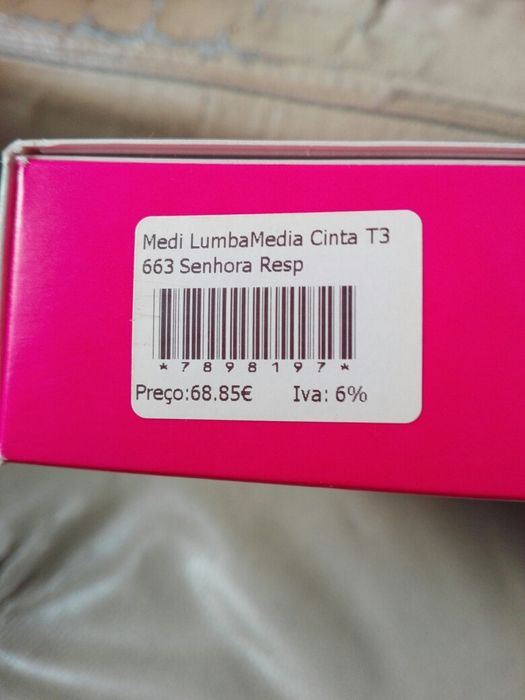 Medi LumbaMedia Cinta T3
663 Senhora Resp
*7898197*
Preço:68.85€ Iva: 6%